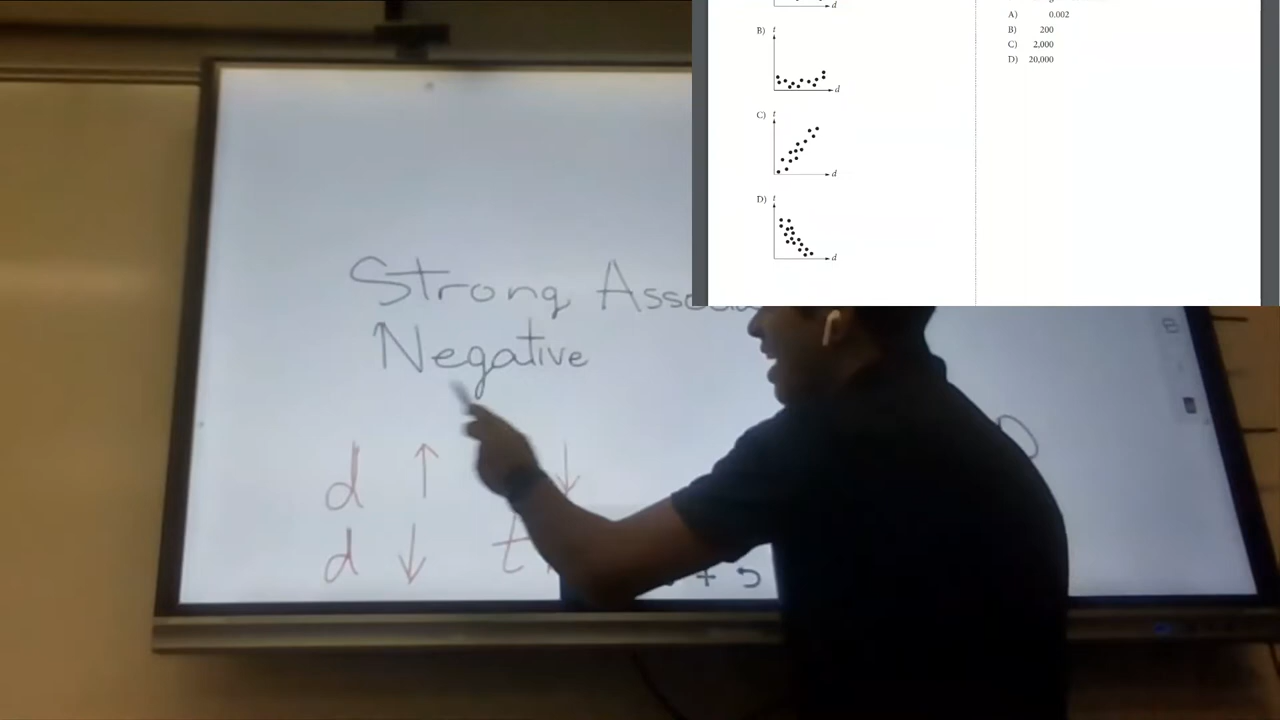 d
B) t
d
C) t
d
D) t
d
A) 0.002
B) 200
C) 2,000
D) 20,000
Strong
Negative
d ↑ ↓
d ↓ t